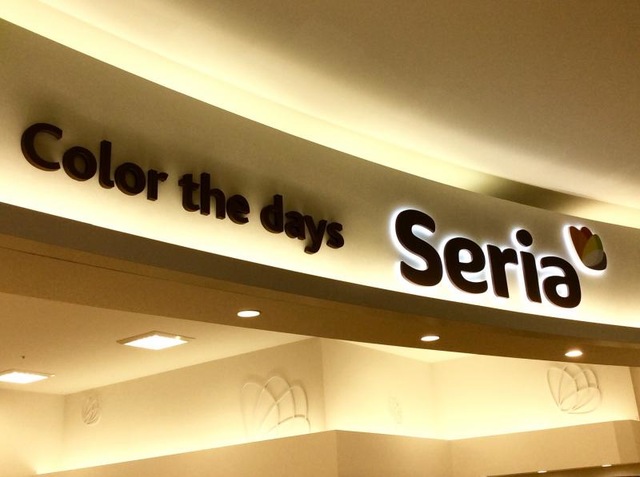 Color the days
Seria